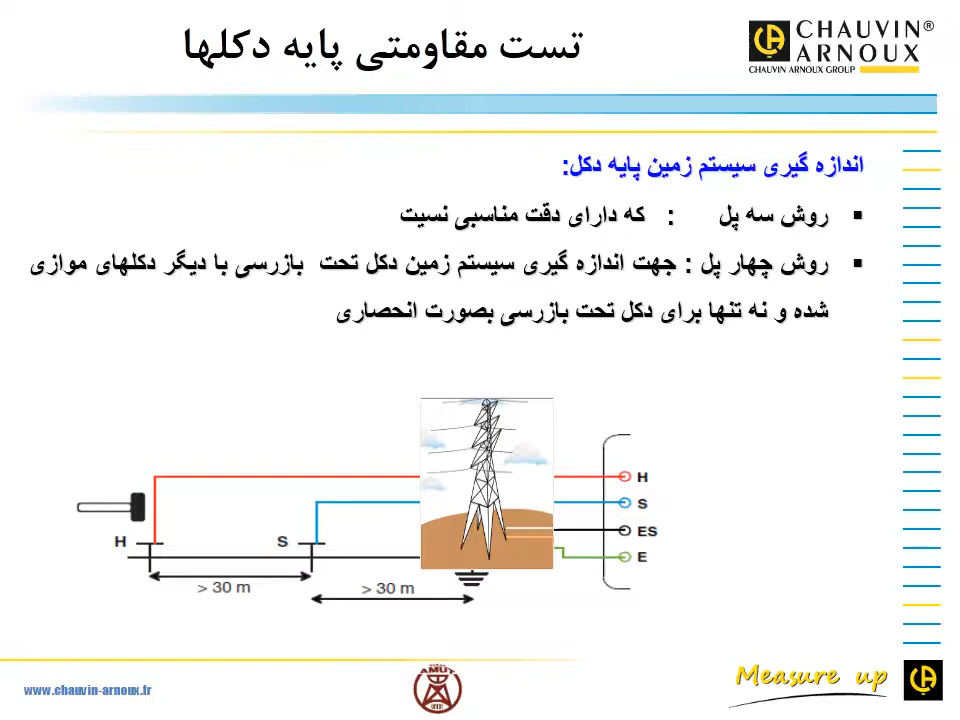 تست مقاومتی پایه دکلها
CHAUVIN®
ARNOUX
CHAUVIN ARNOUX GROUP
اندازه گیری سیستم زمین پایه دکل:
▪ روش سه پل : که دارای دقت مناسبی نسیت
▪ روش چهار پل : جهت اندازه گیری سیستم زمین دکل تحت بازرسی با دیگر دکلهای موازی
شده و نه تنها برای دکل تحت بازرسی بصورت انحصاری
H
S
ES
E
H
S
> 30 m
> 30 m
www.chauvin-arnoux.fr
AMUT
Measure up